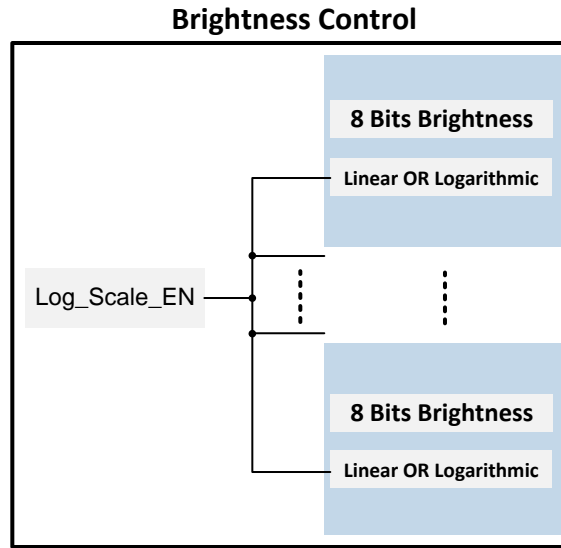 Brightness Control
8 Bits Brightness
Linear OR Logarithmic
Log_Scale_EN
8 Bits Brightness
Linear OR Logarithmic